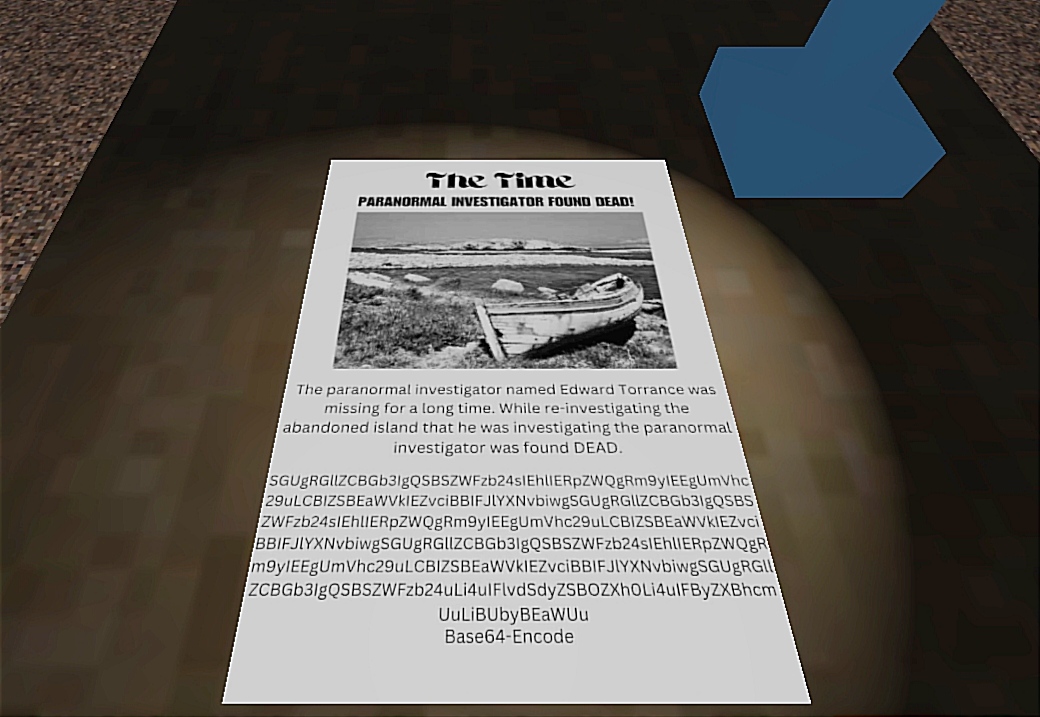 The Time
PARANORMAL INVESTIGATOR FOUND DEAD!
The paranormal investigator named Edward Torrance was
missing for a long time. While re-investigating the
abandoned island that he was investigating the paranormal
investigator was found DEAD.
SGUgRGllZCBGb3IgQSBSZWFzb24sIEhlIERpZWQgRm9yIEEgUmVhc
29uLCBIZSBEaWVkIEZvciBBIFJlYXNvbiwgSGUgRGllZCBGb3IgQSBS
ZWFzb24sIEhlIERpZWQgRm9yIEEgUmVhc29uLCBIZSBEaWVkIEZvci
BBIFJlYXNvbiwgSGUgRGllZCBGb3IgQSBSZWFzb24sIEhlIERpZWQgR
m9yIEEgUmVhc29uLCBIZSBEaWVkIEZvciBBIFJlYXNvbiwgSGUgRGll
ZCBGb3IgQSBSZWFzb24uLi4uIFlvdSdyZSBOZXh0Li4uIFByZXBhcm
UuLiBUbyBEaWUu
Base64-Encode